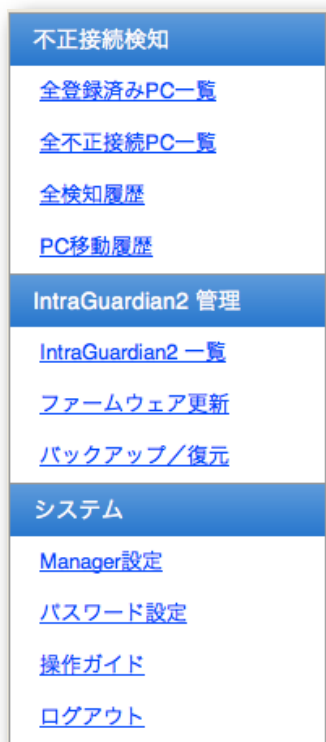 不正接続検知
全登録済みPC一覧
全不正接続PC一覧
全検知履歴
PC移動履歴
IntraGuardian2 管理
IntraGuardian2 一覧
ファームウェア更新
バックアップ／復元
システム
Manager設定
パスワード設定
操作ガイド
ログアウト